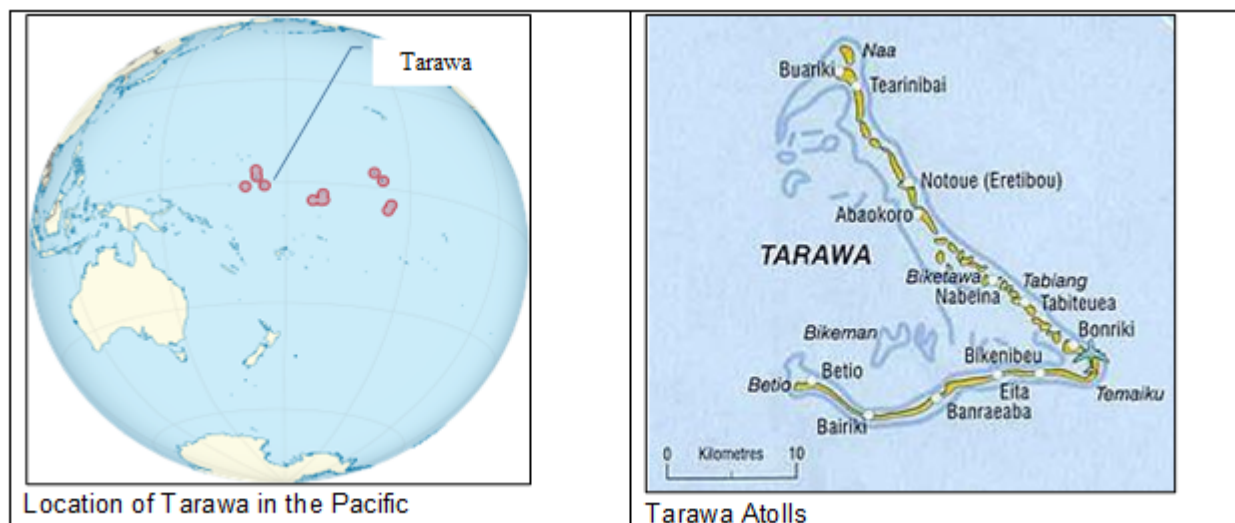 Tarawa
Location of Tarawa in the Pacific
Naa
Buariki
Tearinibai
Notoue (Eretibou)
Abaokoro
TARAWA
Biketawa
Tabiang
Nabeina
Tabiteuea
Bonriki
Bikeman
Bikenibeu
Betio
Betio
Eita
Temaiku
Banraeaba
Bairiki
0 Kilometres 10
Tarawa Atolls